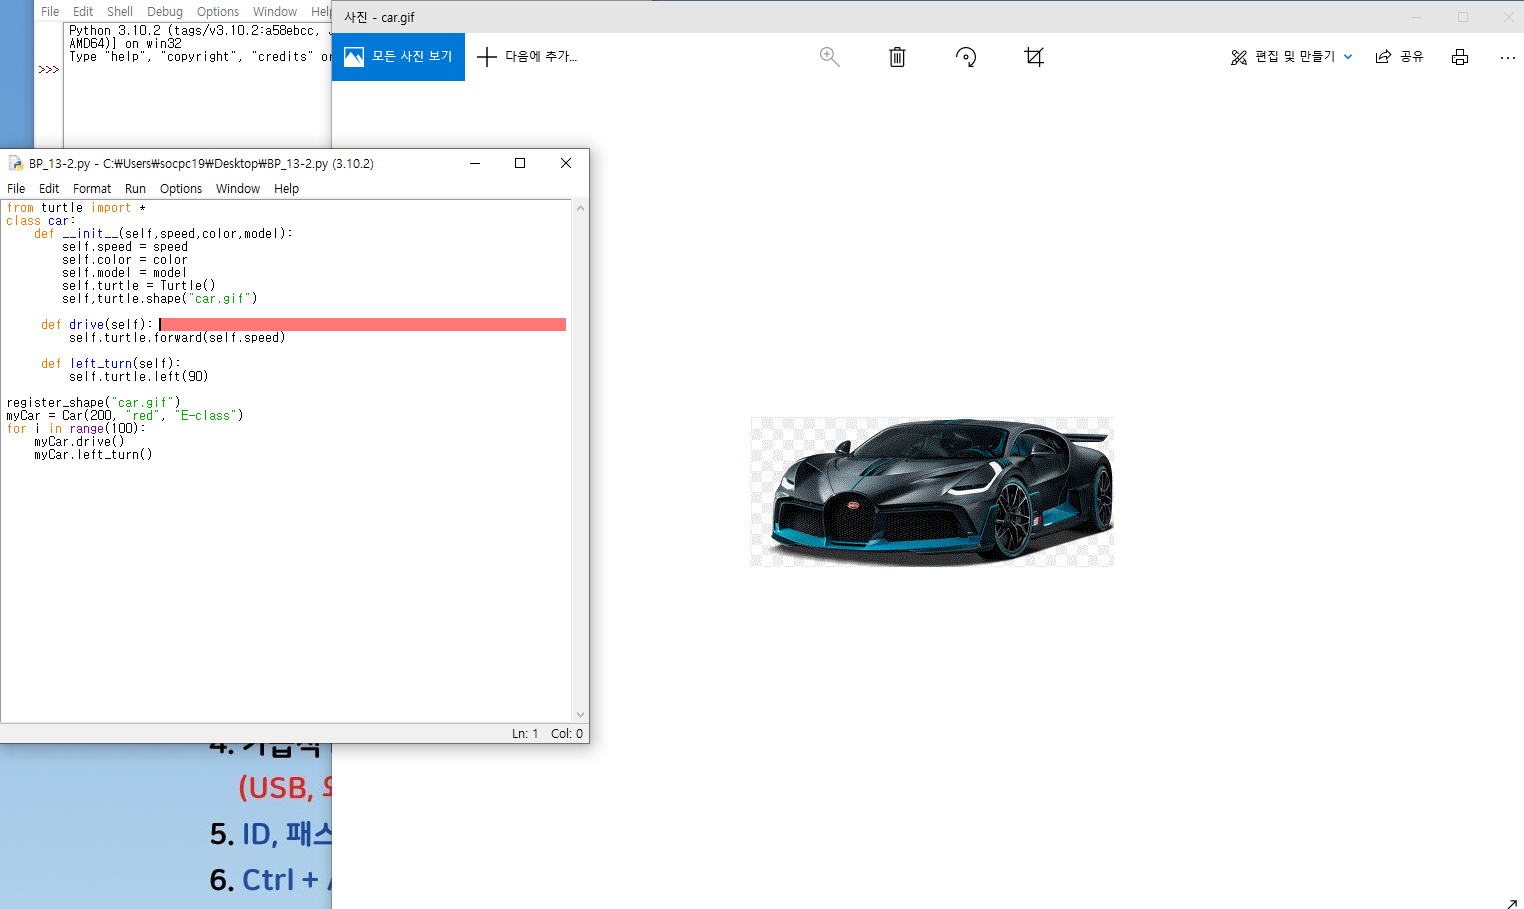 File Edit Shell Debug Options Window Help
Python 3.10.2 (tags/v3.10.2:a58ebcc,
AMD64)] on win32
Type "help", "copyright", "credits" or
>>>
사진 - car.gif
모든 사진 보기
다음에 추가...
편집 및 만들기
공유
BP_13-2.py - C:₩Users₩socpc19₩Desktop₩BP_13-2.py (3.10.2)
File Edit Format Run Options Window Help
from turtle import *
class car:
    def __init__(self,speed,color,model):
        self.speed = speed
        self.color = color
        self.model = model
        self.turtle = Turtle()
        self,turtle.shape("car.gif")
     def drive(self):
         self.turtle.forward(self.speed)
     def left_turn(self):
         self.turtle.left(90)
register_shape("car.gif")
myCar = Car(200, "red", "E-class")
for i in range(100):
    myCar.drive()
    myCar.left_turn()
Ln: 1 Col: 0
4.
(USB,
5. ID,
6. Ctrl +